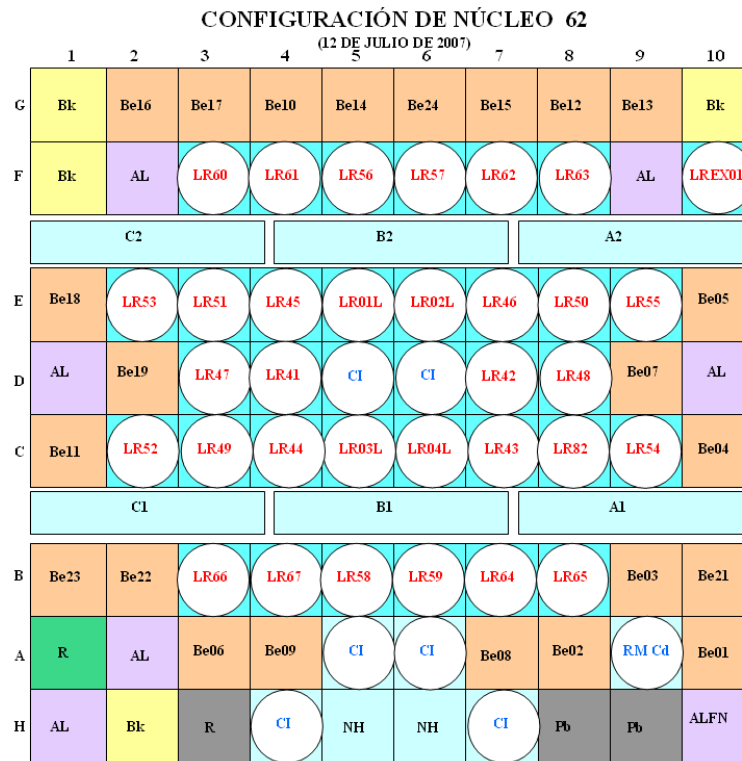 CONFIGURACIÓN DE NÚCLEO 62
(12 DE JULIO DE 2007)
1 2 3 4 5 6 7 8 9 10
G Bk Be16 Be17 Be10 Be14 Be24 Be15 Be12 Be13 Bk
F Bk AL LR60 LR61 LR56 LR57 LR62 LR63 AL LREX01
C2 B2 A2
E Be18 LR53 LR51 LR45 LR01L LR02L LR46 LR50 LR55 Be05
D AL Be19 LR47 LR41 CI CI LR42 LR48 Be07 AL
C Be11 LR52 LR49 LR44 LR03L LR04L LR43 LR82 LR54 Be04
C1 B1 A1
B Be23 Be22 LR66 LR67 LR58 LR59 LR64 LR65 Be03 Be21
A R AL Be06 Be09 CI CI Be08 Be02 RM Cd Be01
H AL Bk R CI NH NH CI Pb Pb ALFN